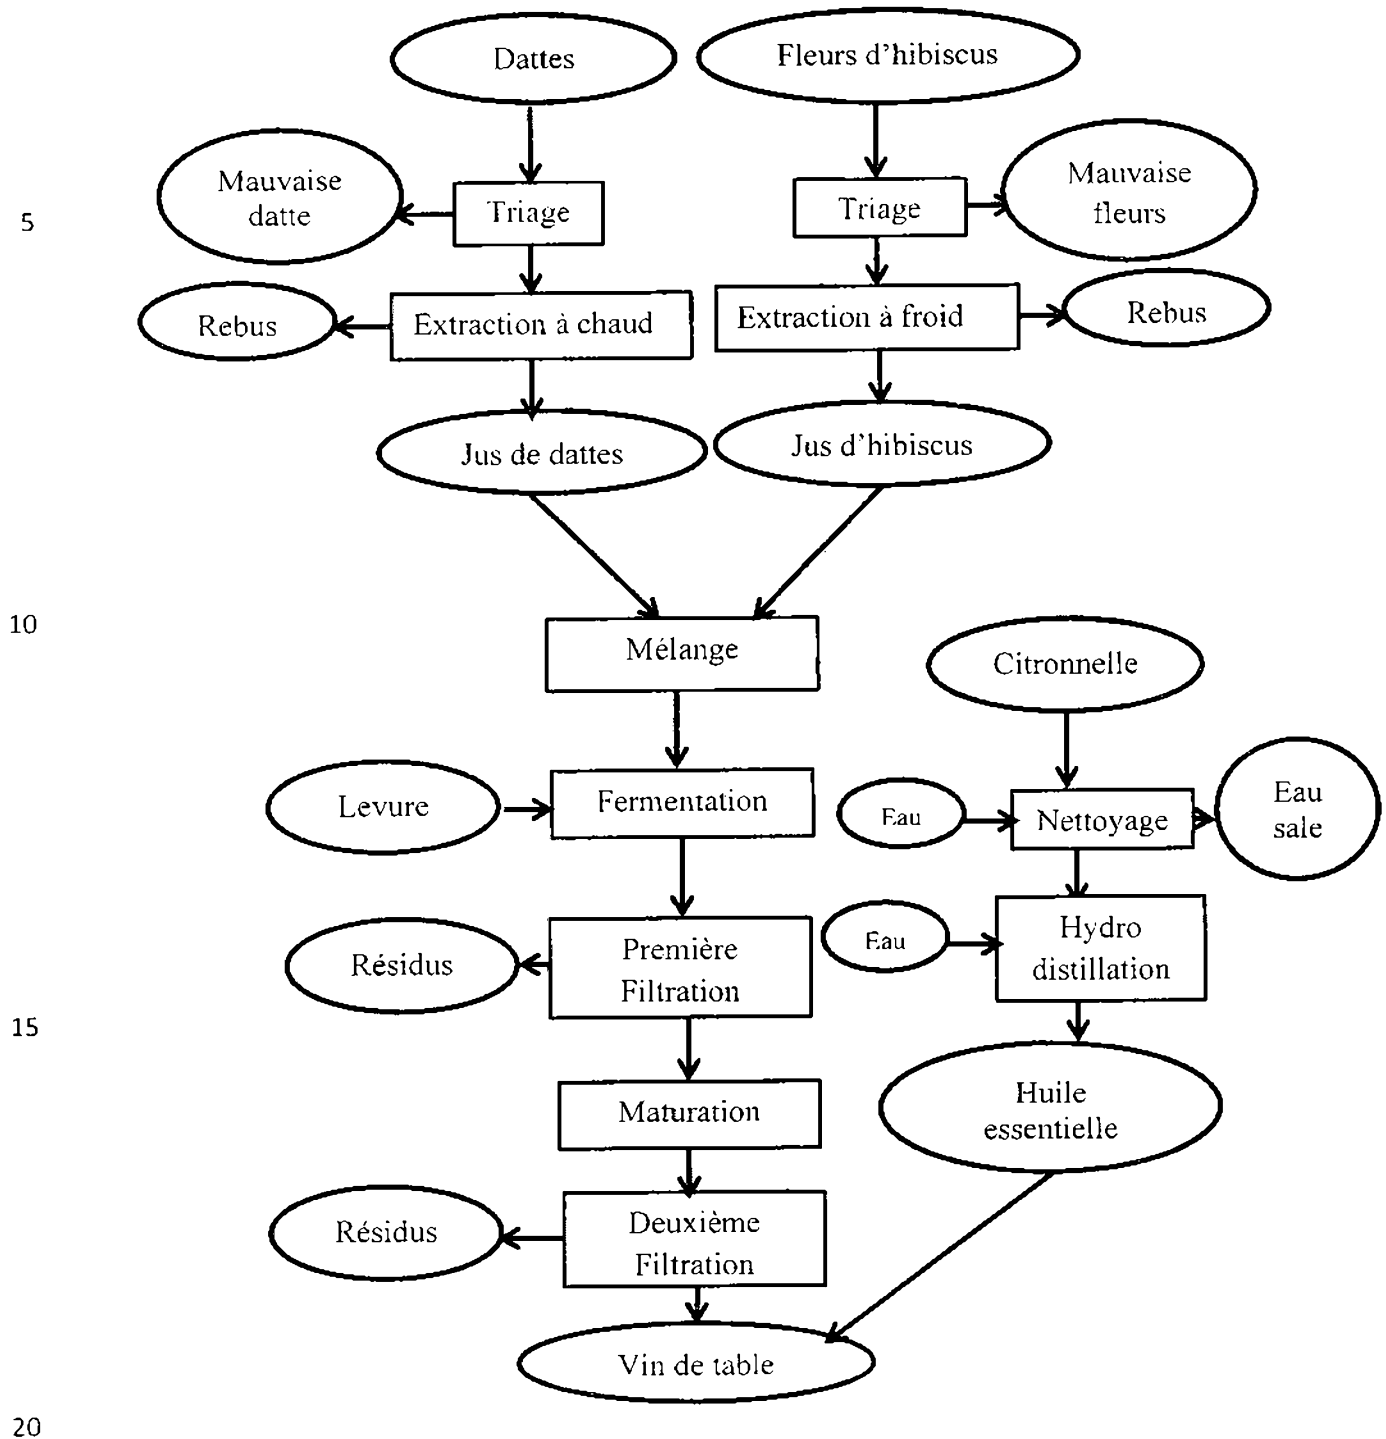 Dattes
Fleurs d'hibiscus
Mauvaise
datte
Triage
Triage
Mauvaise
fleurs
5
Rebus
Extraction à chaud
Extraction à froid
Rebus
Jus de dattes
Jus d'hibiscus
10
Mélange
Citronnelle
Levure
Fermentation
Eau
Nettoyage
Eau
sale
Résidus
Première
Filtration
Eau
Hydro
distillation
15
Maturation
Huile
essentielle
Résidus
Deuxième
Filtration
Vin de table
20